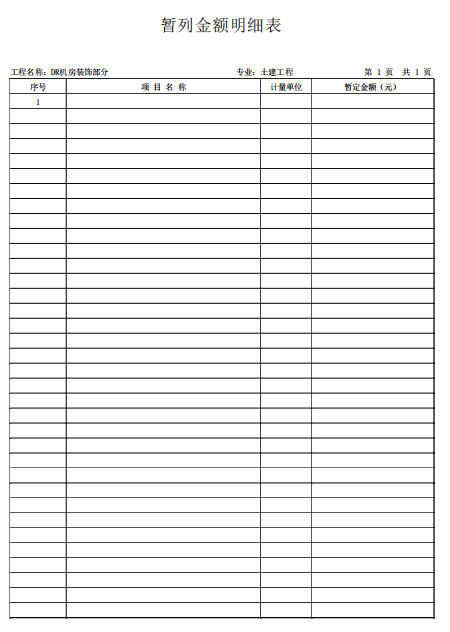 暂列金额明细表
工程名称：DR机房装饰部分 专业：土建工程 第 1 页 共 1 页
序号 项 目 名 称 计量单位 暂定金额（元）
1